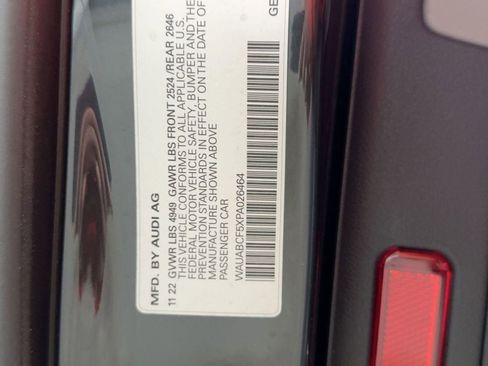 MFD. BY AUDI AG
11 22 GVWR LBS 4949 GAWR LBS FRONT 2524 /REAR 2646
THIS VEHICLE CONFORMS TO ALL APPLICABLE U.S.
FEDERAL MOTOR VEHICLE SAFETY, BUMPER AND THE
PREVENTION STANDARDS IN EFFECT ON THE DATE OF
MANUFACTURE SHOWN ABOVE
PASSENGER CAR
WAUABCF5XPA026464
GE